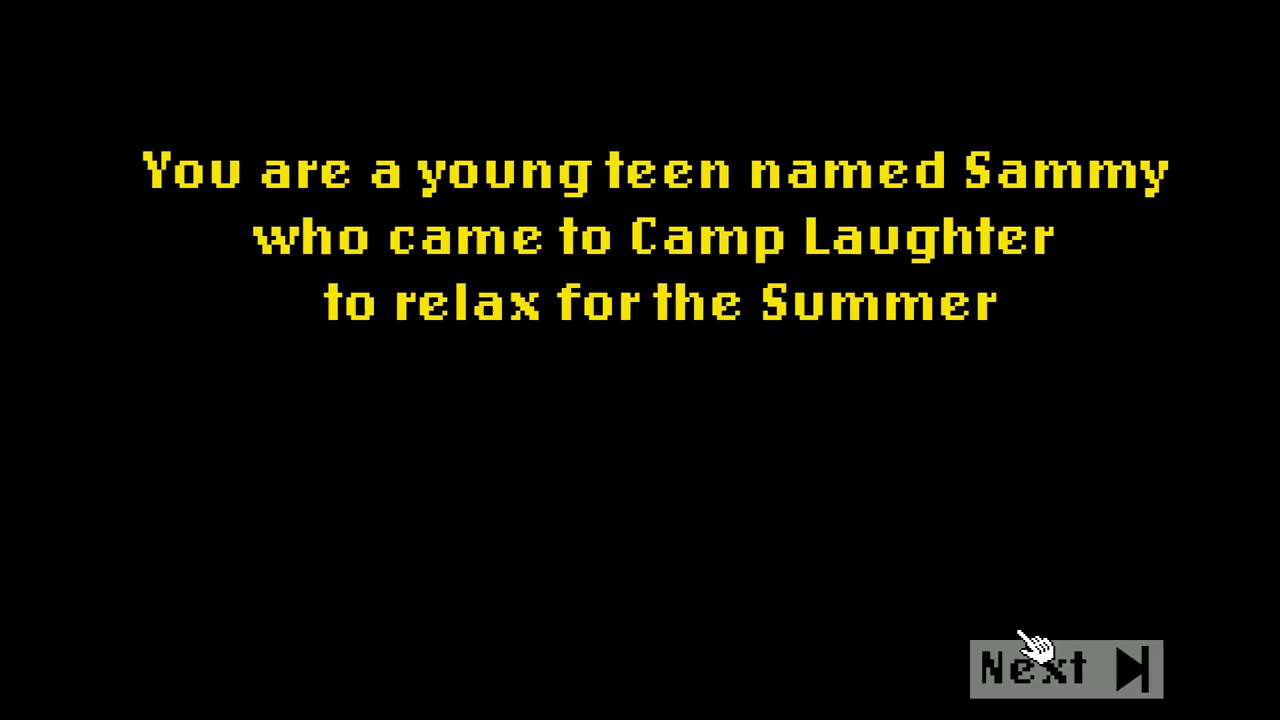 You are a young teen named Sammy
who came to Camp Laughter
to relax for the Summer
Next